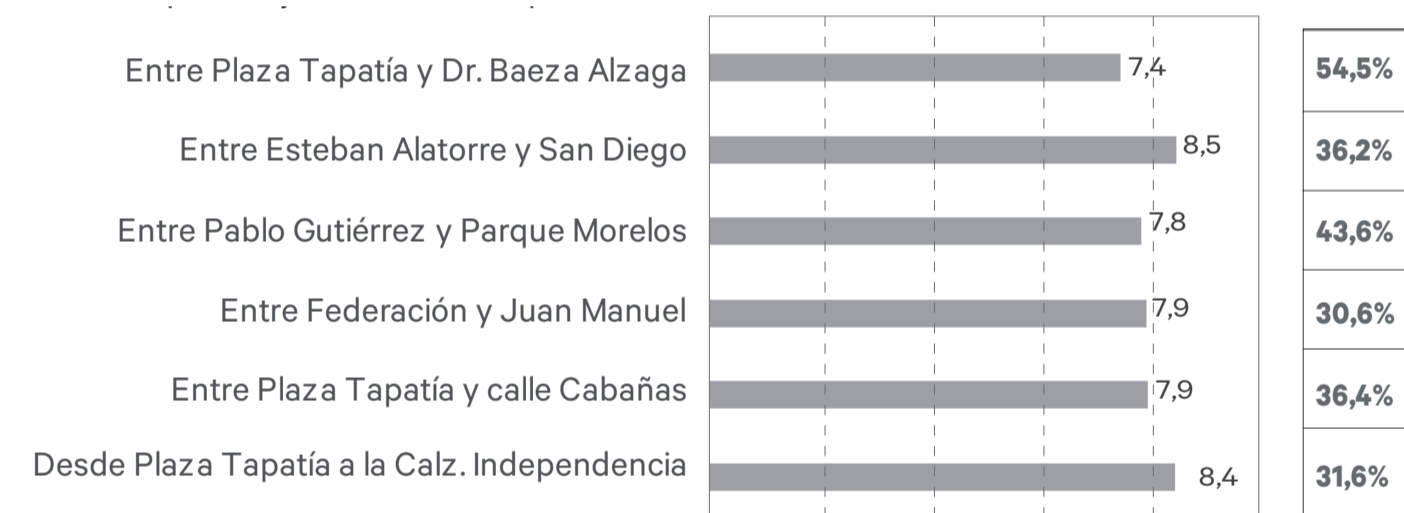 Entre Plaza Tapatía y Dr. Baeza Alzaga 7,4 54,5%
Entre Esteban Alatorre y San Diego 8,5 36,2%
Entre Pablo Gutiérrez y Parque Morelos 7,8 43,6%
Entre Federación y Juan Manuel 7,9 30,6%
Entre Plaza Tapatía y calle Cabañas 7,9 36,4%
Desde Plaza Tapatía a la Calz. Independencia 8,4 31,6%